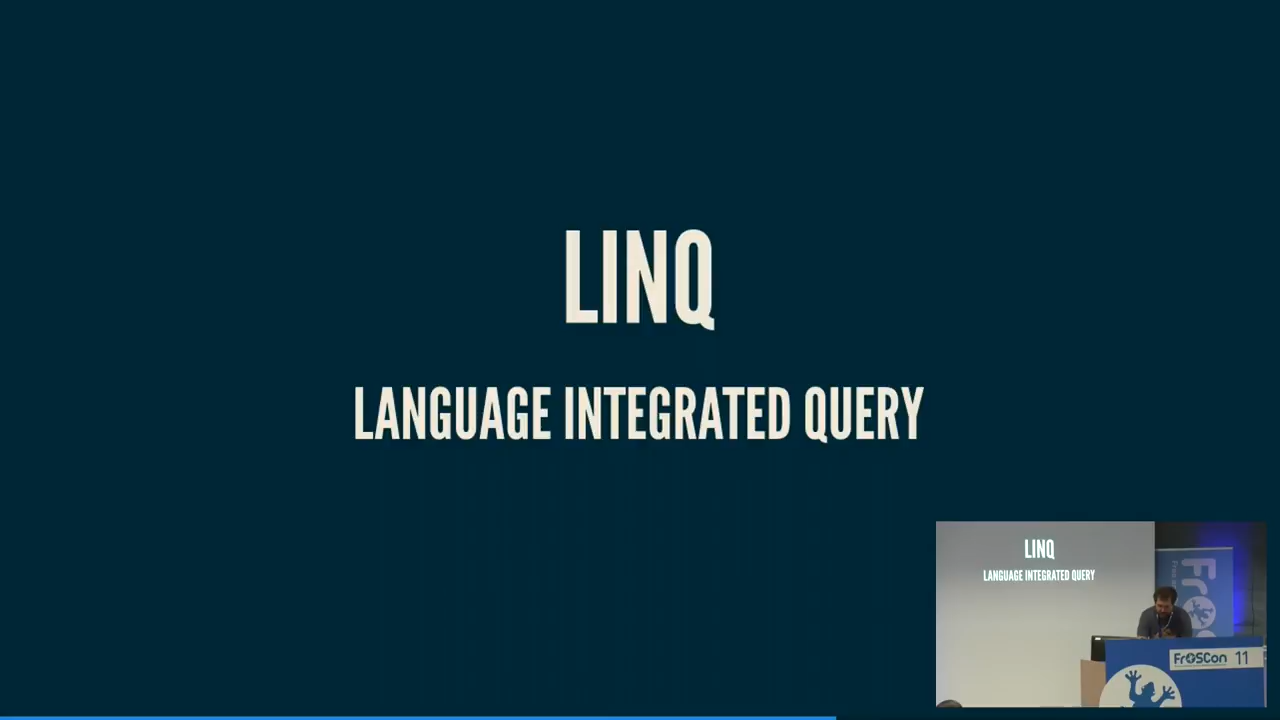 LINQ
LANGUAGE INTEGRATED QUERY
LINQ
LANGUAGE INTEGRATED QUERY
FrOSCon 11